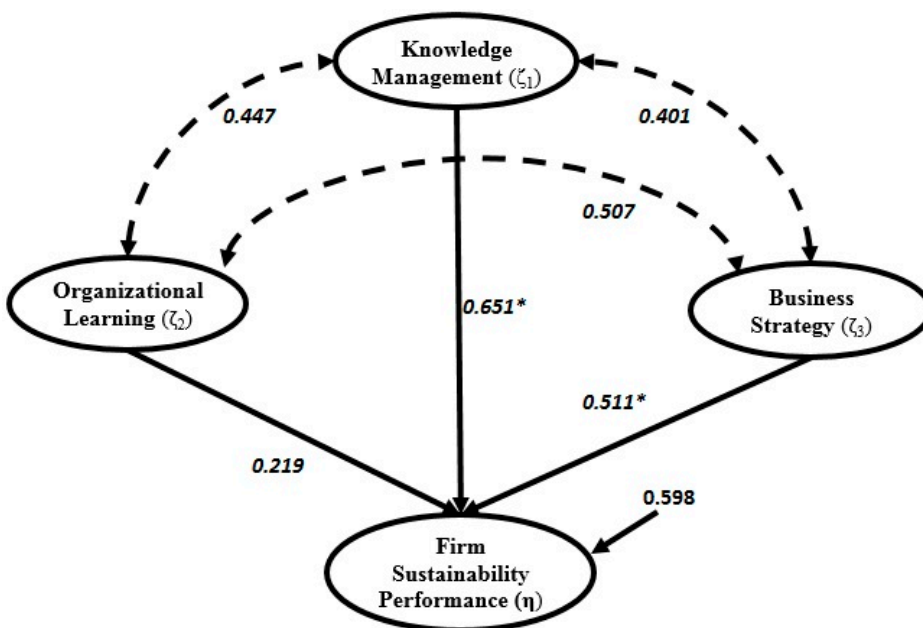 Knowledge
Management (ζ1)
0.447
0.401
0.507
Organizational
Learning (ζ2)
0.651*
Business
Strategy (ζ3)
0.511*
0.219
0.598
Firm
Sustainability
Performance (η)